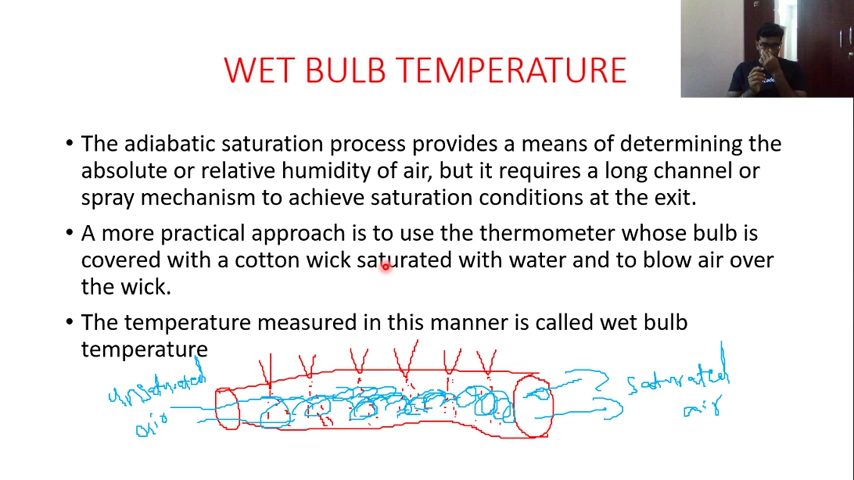 WET BULB TEMPERATURE
• The adiabatic saturation process provides a means of determining the
absolute or relative humidity of air, but it requires a long channel or
spray mechanism to achieve saturation conditions at the exit.
• A more practical approach is to use the thermometer whose bulb is
covered with a cotton wick saturated with water and to blow air over
the wick.
• The temperature measured in this manner is called wet bulb
temperature
unsaturated
air
saturated
air